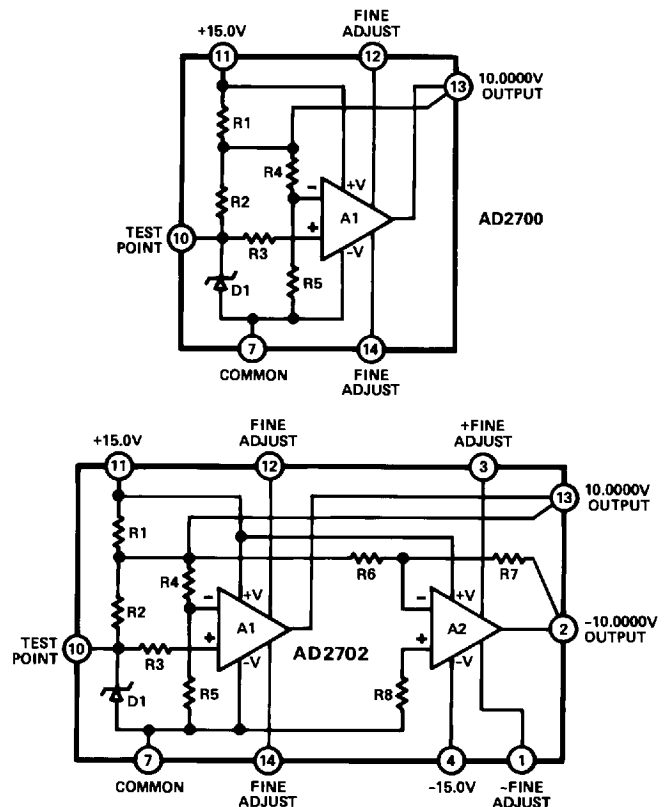 FINE
ADJUST
+15.0V
11
12
13
10.0000V
OUTPUT
R1
R4
R2
−
+V
A1
+
−V
AD2700
TEST
POINT
10
R3
D1
R5
7
14
COMMON
FINE
ADJUST
FINE
ADJUST
+FINE
ADJUST
+15.0V
11
12
3
10.0000V
OUTPUT
13
R1
R4
R6
R7
R2
−
+V
A1
+
−V
−
+V
A2
+
−V
2
−10.0000V
OUTPUT
TEST
POINT
10
R3
AD2702
D1
R5
R8
7
14
4
1
COMMON
FINE
ADJUST
−15.0V
−FINE
ADJUST